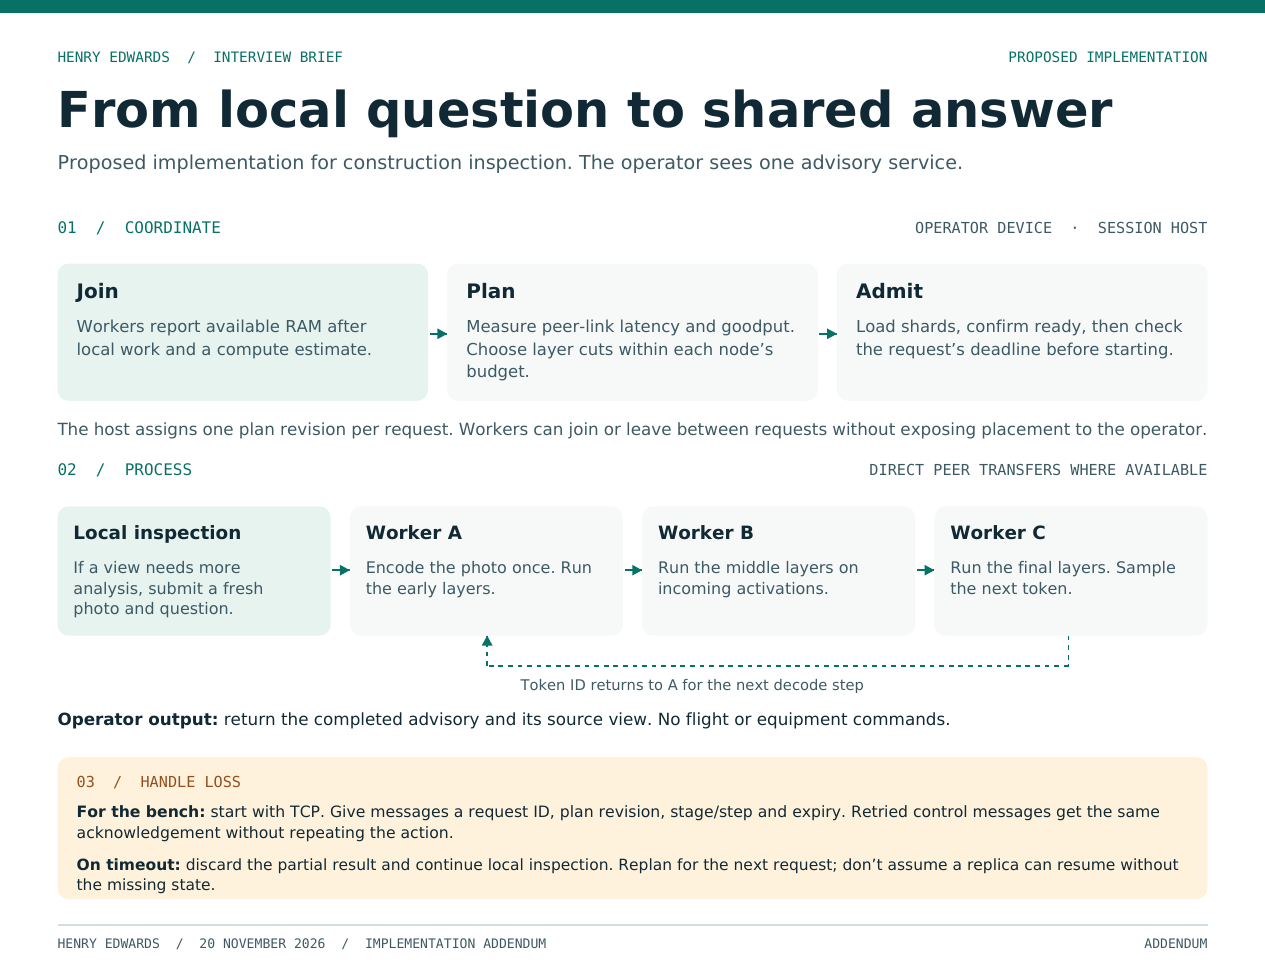 HENRY EDWARDS / INTERVIEW BRIEF
PROPOSED IMPLEMENTATION
From local question to shared answer
Proposed implementation for construction inspection. The operator sees one advisory service.
01 / COORDINATE
OPERATOR DEVICE · SESSION HOST
Join
Workers report available RAM after
local work and a compute estimate.
Plan
Measure peer-link latency and goodput.
Choose layer cuts within each node’s
budget.
Admit
Load shards, confirm ready, then check
the request’s deadline before starting.
The host assigns one plan revision per request. Workers can join or leave between requests without exposing placement to the operator.
02 / PROCESS
DIRECT PEER TRANSFERS WHERE AVAILABLE
Local inspection
If a view needs more
analysis, submit a fresh
photo and question.
Worker A
Encode the photo once. Run
the early layers.
Worker B
Run the middle layers on
incoming activations.
Worker C
Run the final layers. Sample
the next token.
Token ID returns to A for the next decode step
Operator output: return the completed advisory and its source view. No flight or equipment commands.
03 / HANDLE LOSS
For the bench: start with TCP. Give messages a request ID, plan revision, stage/step and expiry. Retried control messages get the same
acknowledgement without repeating the action.
On timeout: discard the partial result and continue local inspection. Replan for the next request; don’t assume a replica can resume without
the missing state.
HENRY EDWARDS / 20 NOVEMBER 2026 / IMPLEMENTATION ADDENDUM
ADDENDUM